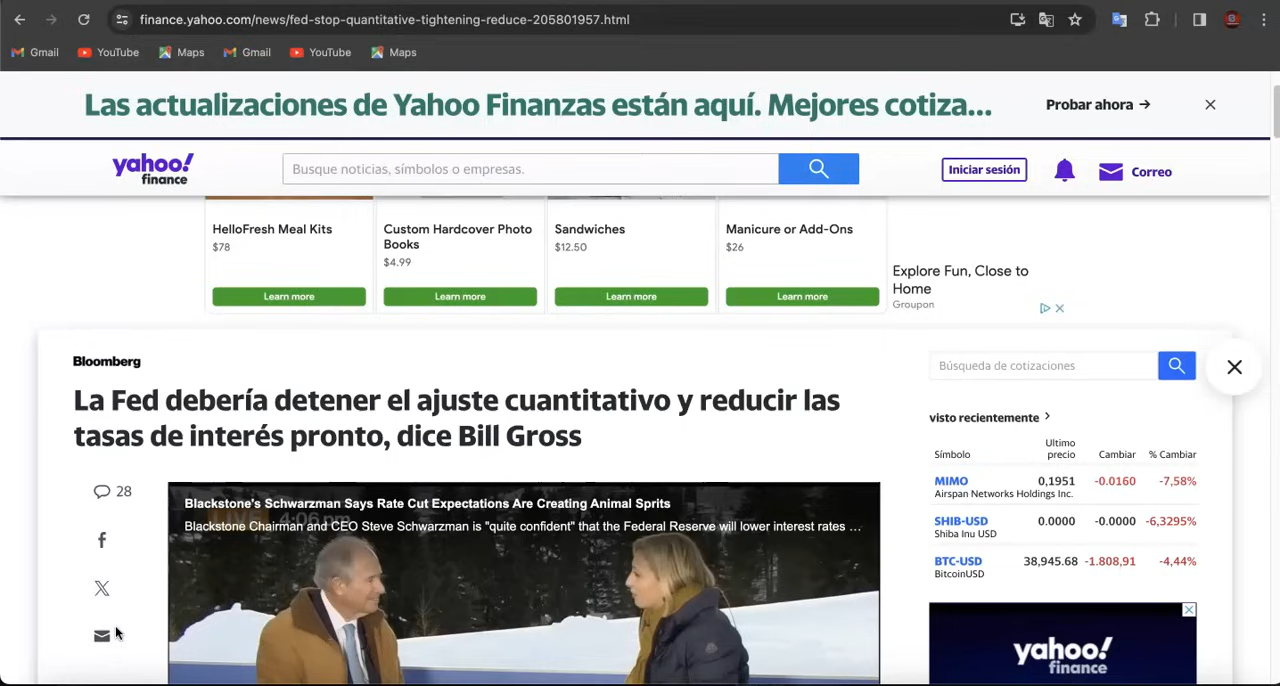 finance.yahoo.com/news/fed-stop-quantitative-tightening-reduce-205801957.html
Gmail YouTube Maps Gmail YouTube Maps
Las actualizaciones de Yahoo Finanzas están aquí. Mejores cotiza... Probar ahora →
yahoo!
finance
Busque noticias, símbolos o empresas.
Iniciar sesión
Correo
HelloFresh Meal Kits
$78
Learn more
Custom Hardcover Photo
Books
$4.99
Learn more
Sandwiches
$12.50
Learn more
Manicure or Add-Ons
$26
Learn more
Explore Fun, Close to
Home
Groupon
Bloomberg
La Fed debería detener el ajuste cuantitativo y reducir las
tasas de interés pronto, dice Bill Gross
28
Blackstone's Schwarzman Says Rate Cut Expectations Are Creating Animal Sprits
Blackstone Chairman and CEO Steve Schwarzman is "quite confident" that the Federal Reserve will lower interest rates ...
4:06 pm
Búsqueda de cotizaciones
visto recientemente
Símbolo Ultimo precio Cambiar % Cambiar
MIMO 0,1951 -0.0160 -7,58%
Airspan Networks Holdings Inc.
SHIB-USD 0.0000 -0.0000 -6,3295%
Shiba Inu USD
BTC-USD 38,945.68 -1.808,91 -4,44%
BitcoinUSD
yahoo!
finance